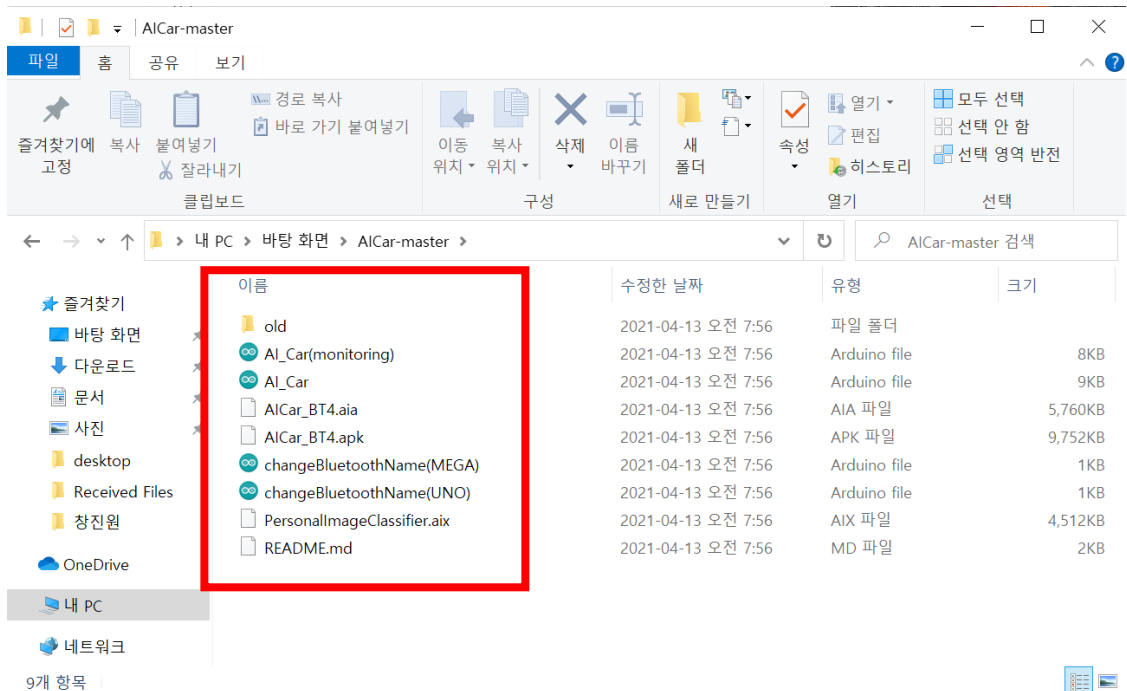 AICar-master
파일 홈 공유 보기
즐겨찾기에 고정
복사
붙여넣기
경로 복사
바로 가기 붙여넣기
잘라내기
클립보드
이동 위치
복사 위치
삭제
이름 바꾸기
구성
새 폴더
새로 만들기
속성
열기
편집
히스토리
열기
모두 선택
선택 안 함
선택 영역 반전
선택
내 PC > 바탕 화면 > AICar-master >
AICar-master 검색
즐겨찾기
바탕 화면
다운로드
문서
사진
desktop
Received Files
창진원
OneDrive
내 PC
네트워크
이름 수정한 날짜 유형 크기
old 2021-04-13 오전 7:56 파일 폴더
AI_Car(monitoring) 2021-04-13 오전 7:56 Arduino file 8KB
AI_Car 2021-04-13 오전 7:56 Arduino file 9KB
AICar_BT4.aia 2021-04-13 오전 7:56 AIA 파일 5,760KB
AICar_BT4.apk 2021-04-13 오전 7:56 APK 파일 9,752KB
changeBluetoothName(MEGA) 2021-04-13 오전 7:56 Arduino file 1KB
changeBluetoothName(UNO) 2021-04-13 오전 7:56 Arduino file 1KB
PersonalImageClassifier.aix 2021-04-13 오전 7:56 AIX 파일 4,512KB
README.md 2021-04-13 오전 7:56 MD 파일 2KB
9개 항목